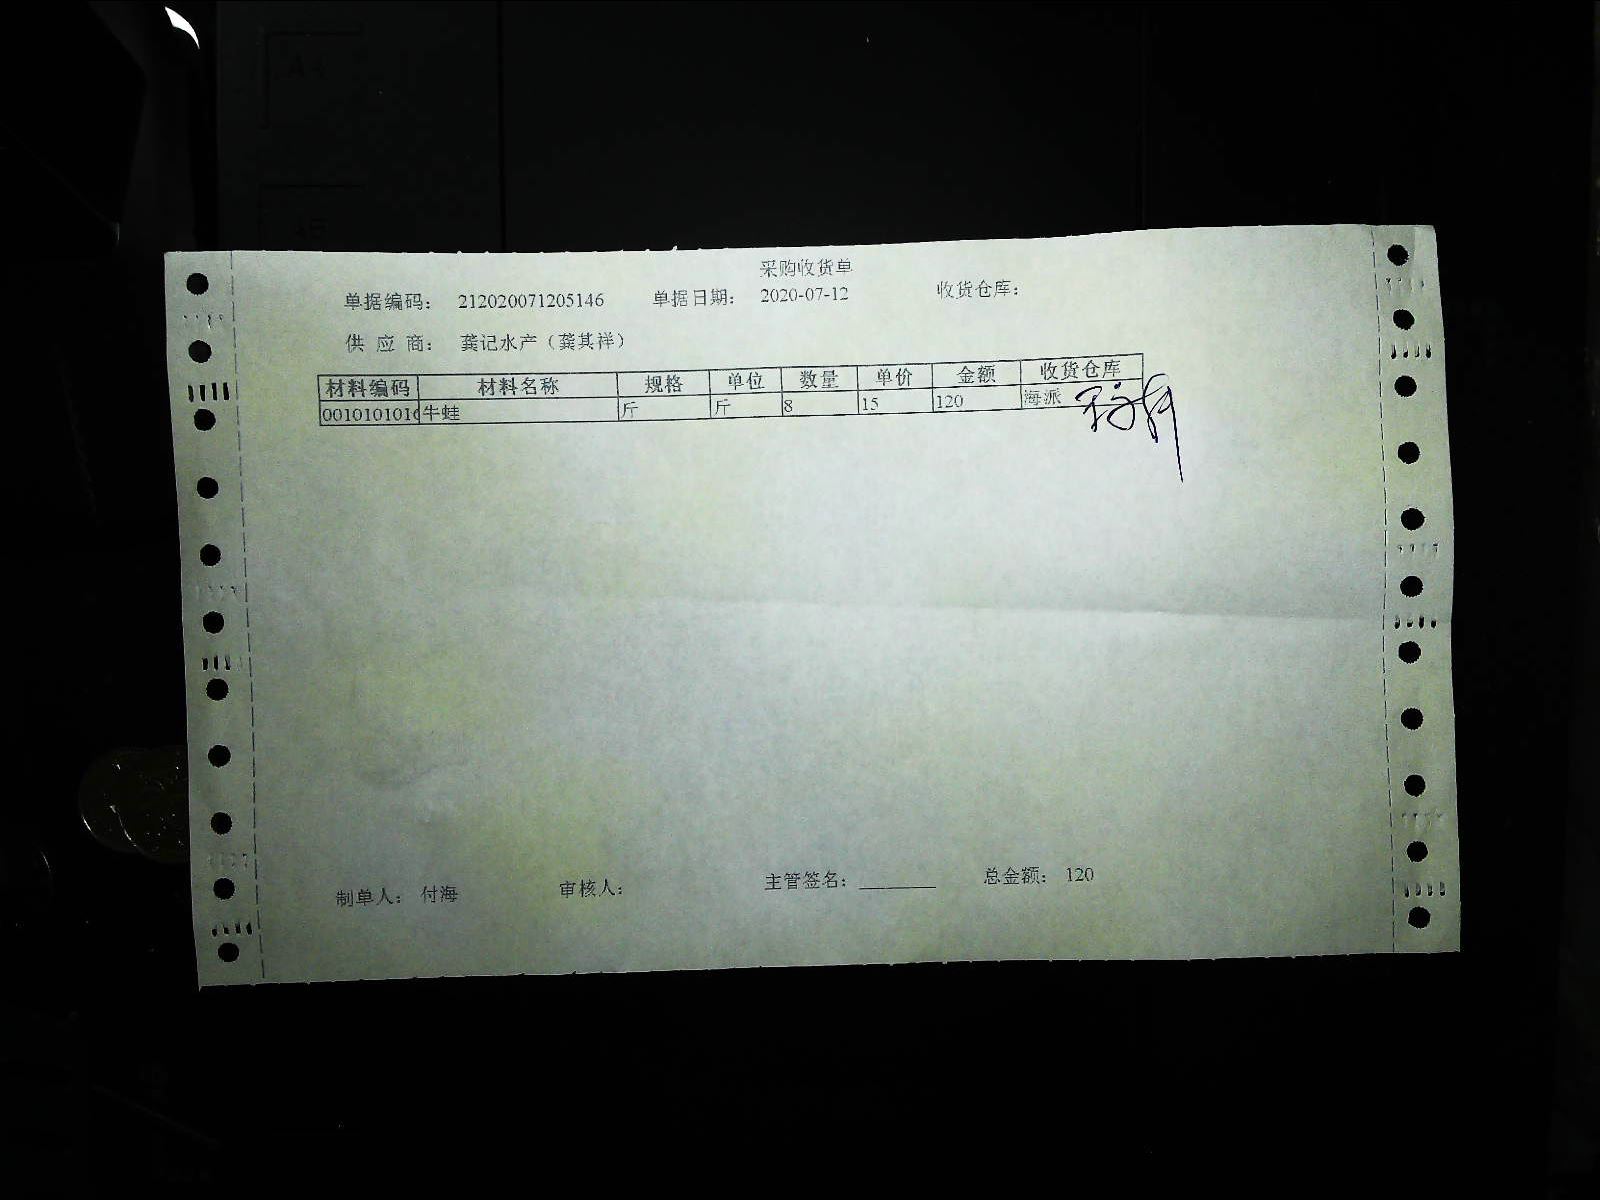 采购收货单
单据编码： 212020071205146 单据日期： 2020-07-12 收货仓库：
供 应 商： 龚记水产（龚其祥）
材料编码 材料名称 规格 单位 数量 单价 金额 收货仓库
001010101 牛蛙 斤 斤 8 15 120 海派
制单人： 付海 审核人： 主管签名：________ 总金额： 120